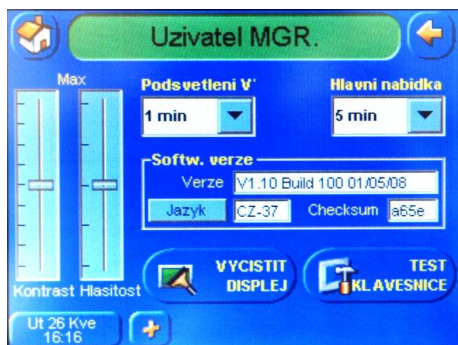 Uzivatel MGR.
Max
Podsvetleni V'
Hlavni nabidka
1 min
5 min
Softw. verze
Verze V1.10 Build 100 01/05/08
Jazyk CZ-37 Checksum a65e
Kontrast Hlasitost
VYCISTIT
DISPLEJ
TEST
KLAVESNICE
Ut 26 Kve
16:16